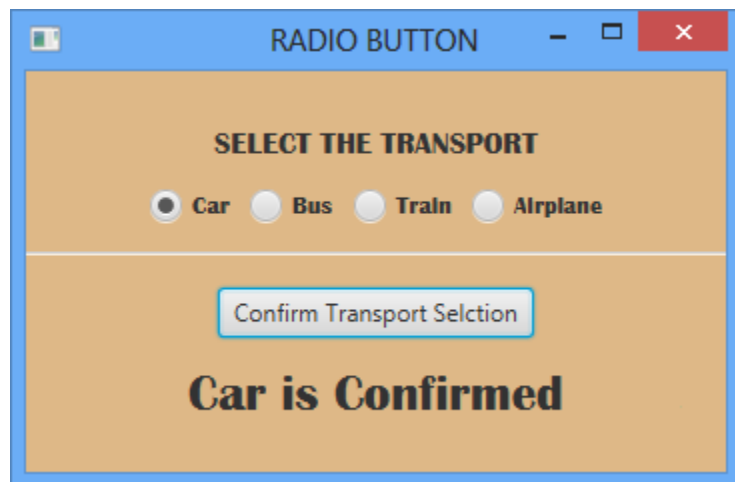 RADIO BUTTON
SELECT THE TRANSPORT
Car Bus Train Airplane
Confirm Transport Selction
Car is Confirmed